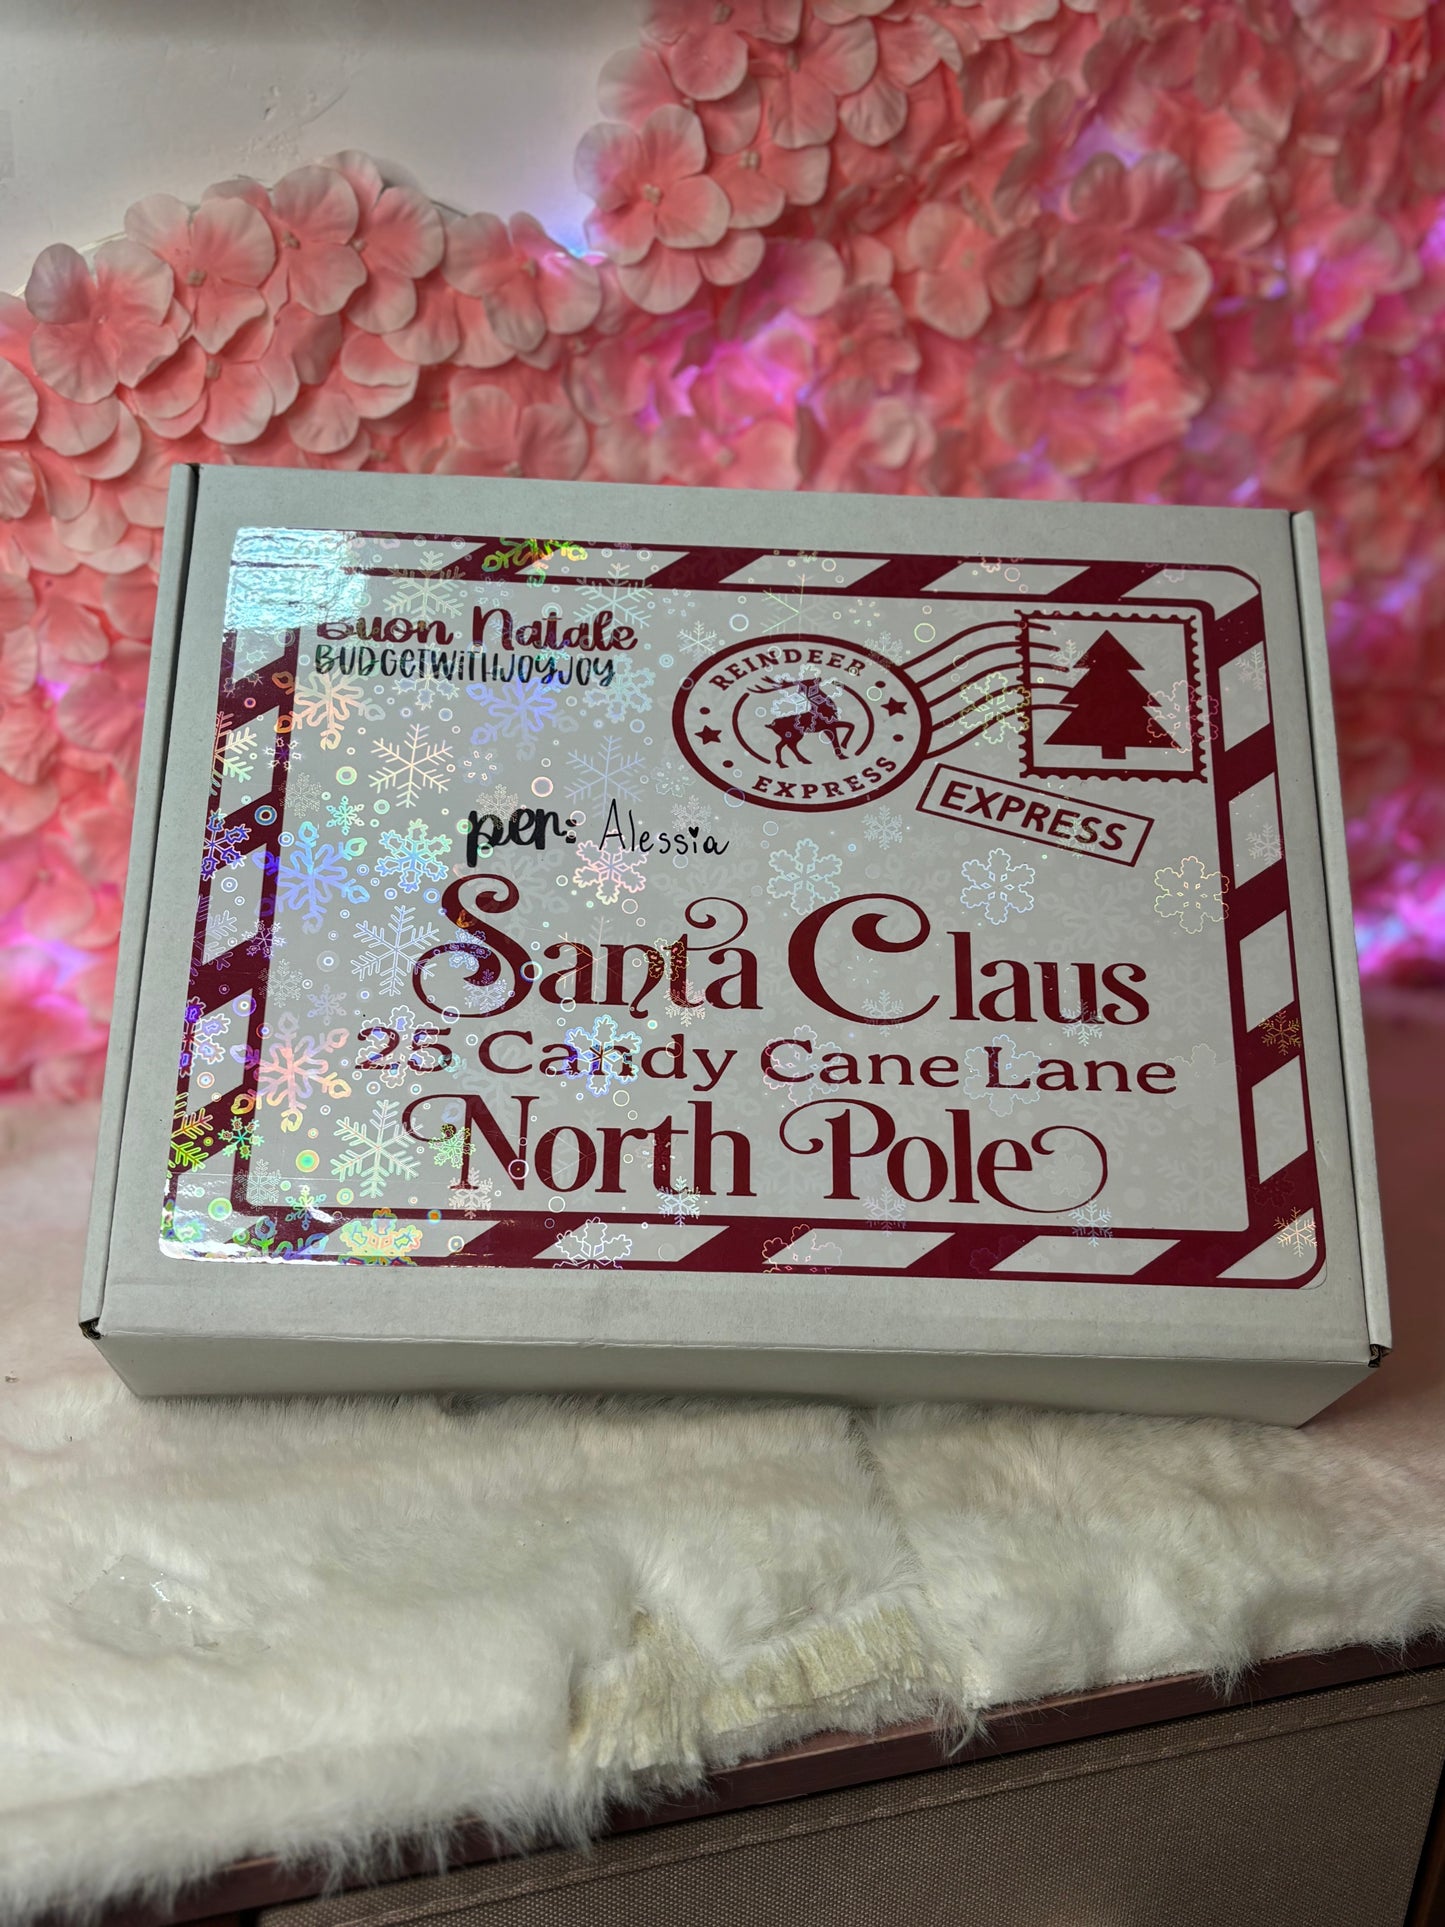 Buon Natale
BUDGETWITHJOYJOY
REINDEER
EXPRESS
EXPRESS
per: Alessia
Santa Claus
25 Candy Cane Lane
North Pole